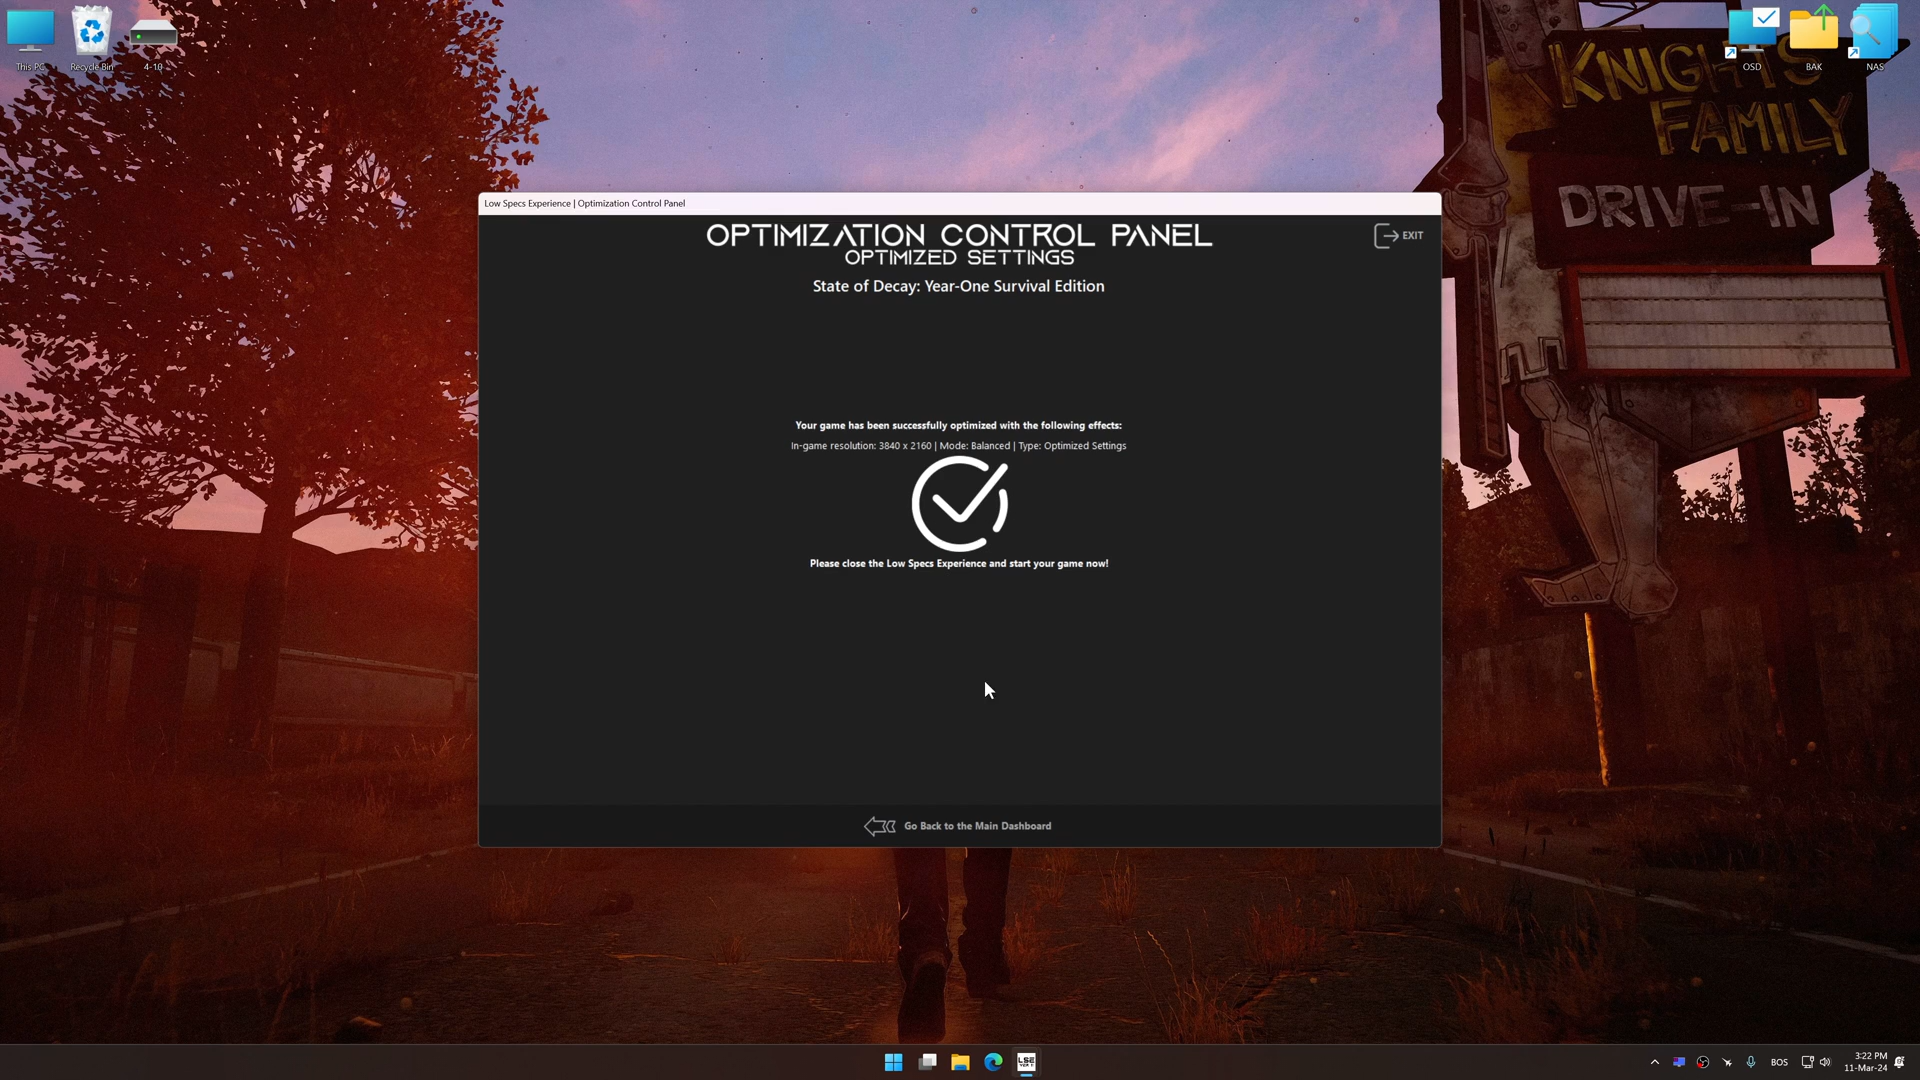 This PC
Recycle Bin
4-10
OSD
BAK
NAS
KNIGHTS
FAMILY
DRIVE-IN
Low Specs Experience | Optimization Control Panel
OPTIMIZATION CONTROL PANEL
EXIT
OPTIMIZED SETTINGS
State of Decay: Year-One Survival Edition
Your game has been successfully optimized with the following effects:
In-game resolution: 3840 x 2160 | Mode: Balanced | Type: Optimized Settings
Please close the Low Specs Experience and start your game now!
Go Back to the Main Dashboard
LSE
BOS
3:22 PM
11-Mar-24